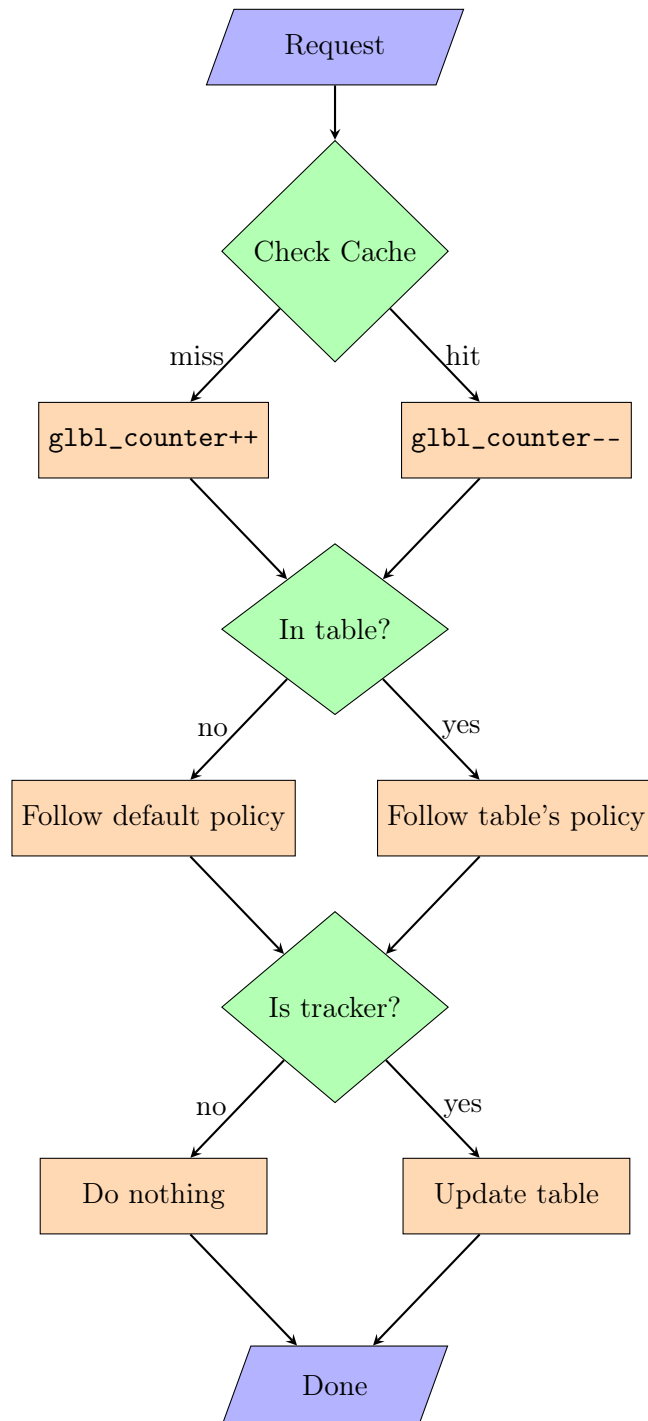 Request
Check Cache
miss
hit
glbl_counter++
glbl_counter--
In table?
no
yes
Follow default policy
Follow table's policy
Is tracker?
no
yes
Do nothing
Update table
Done